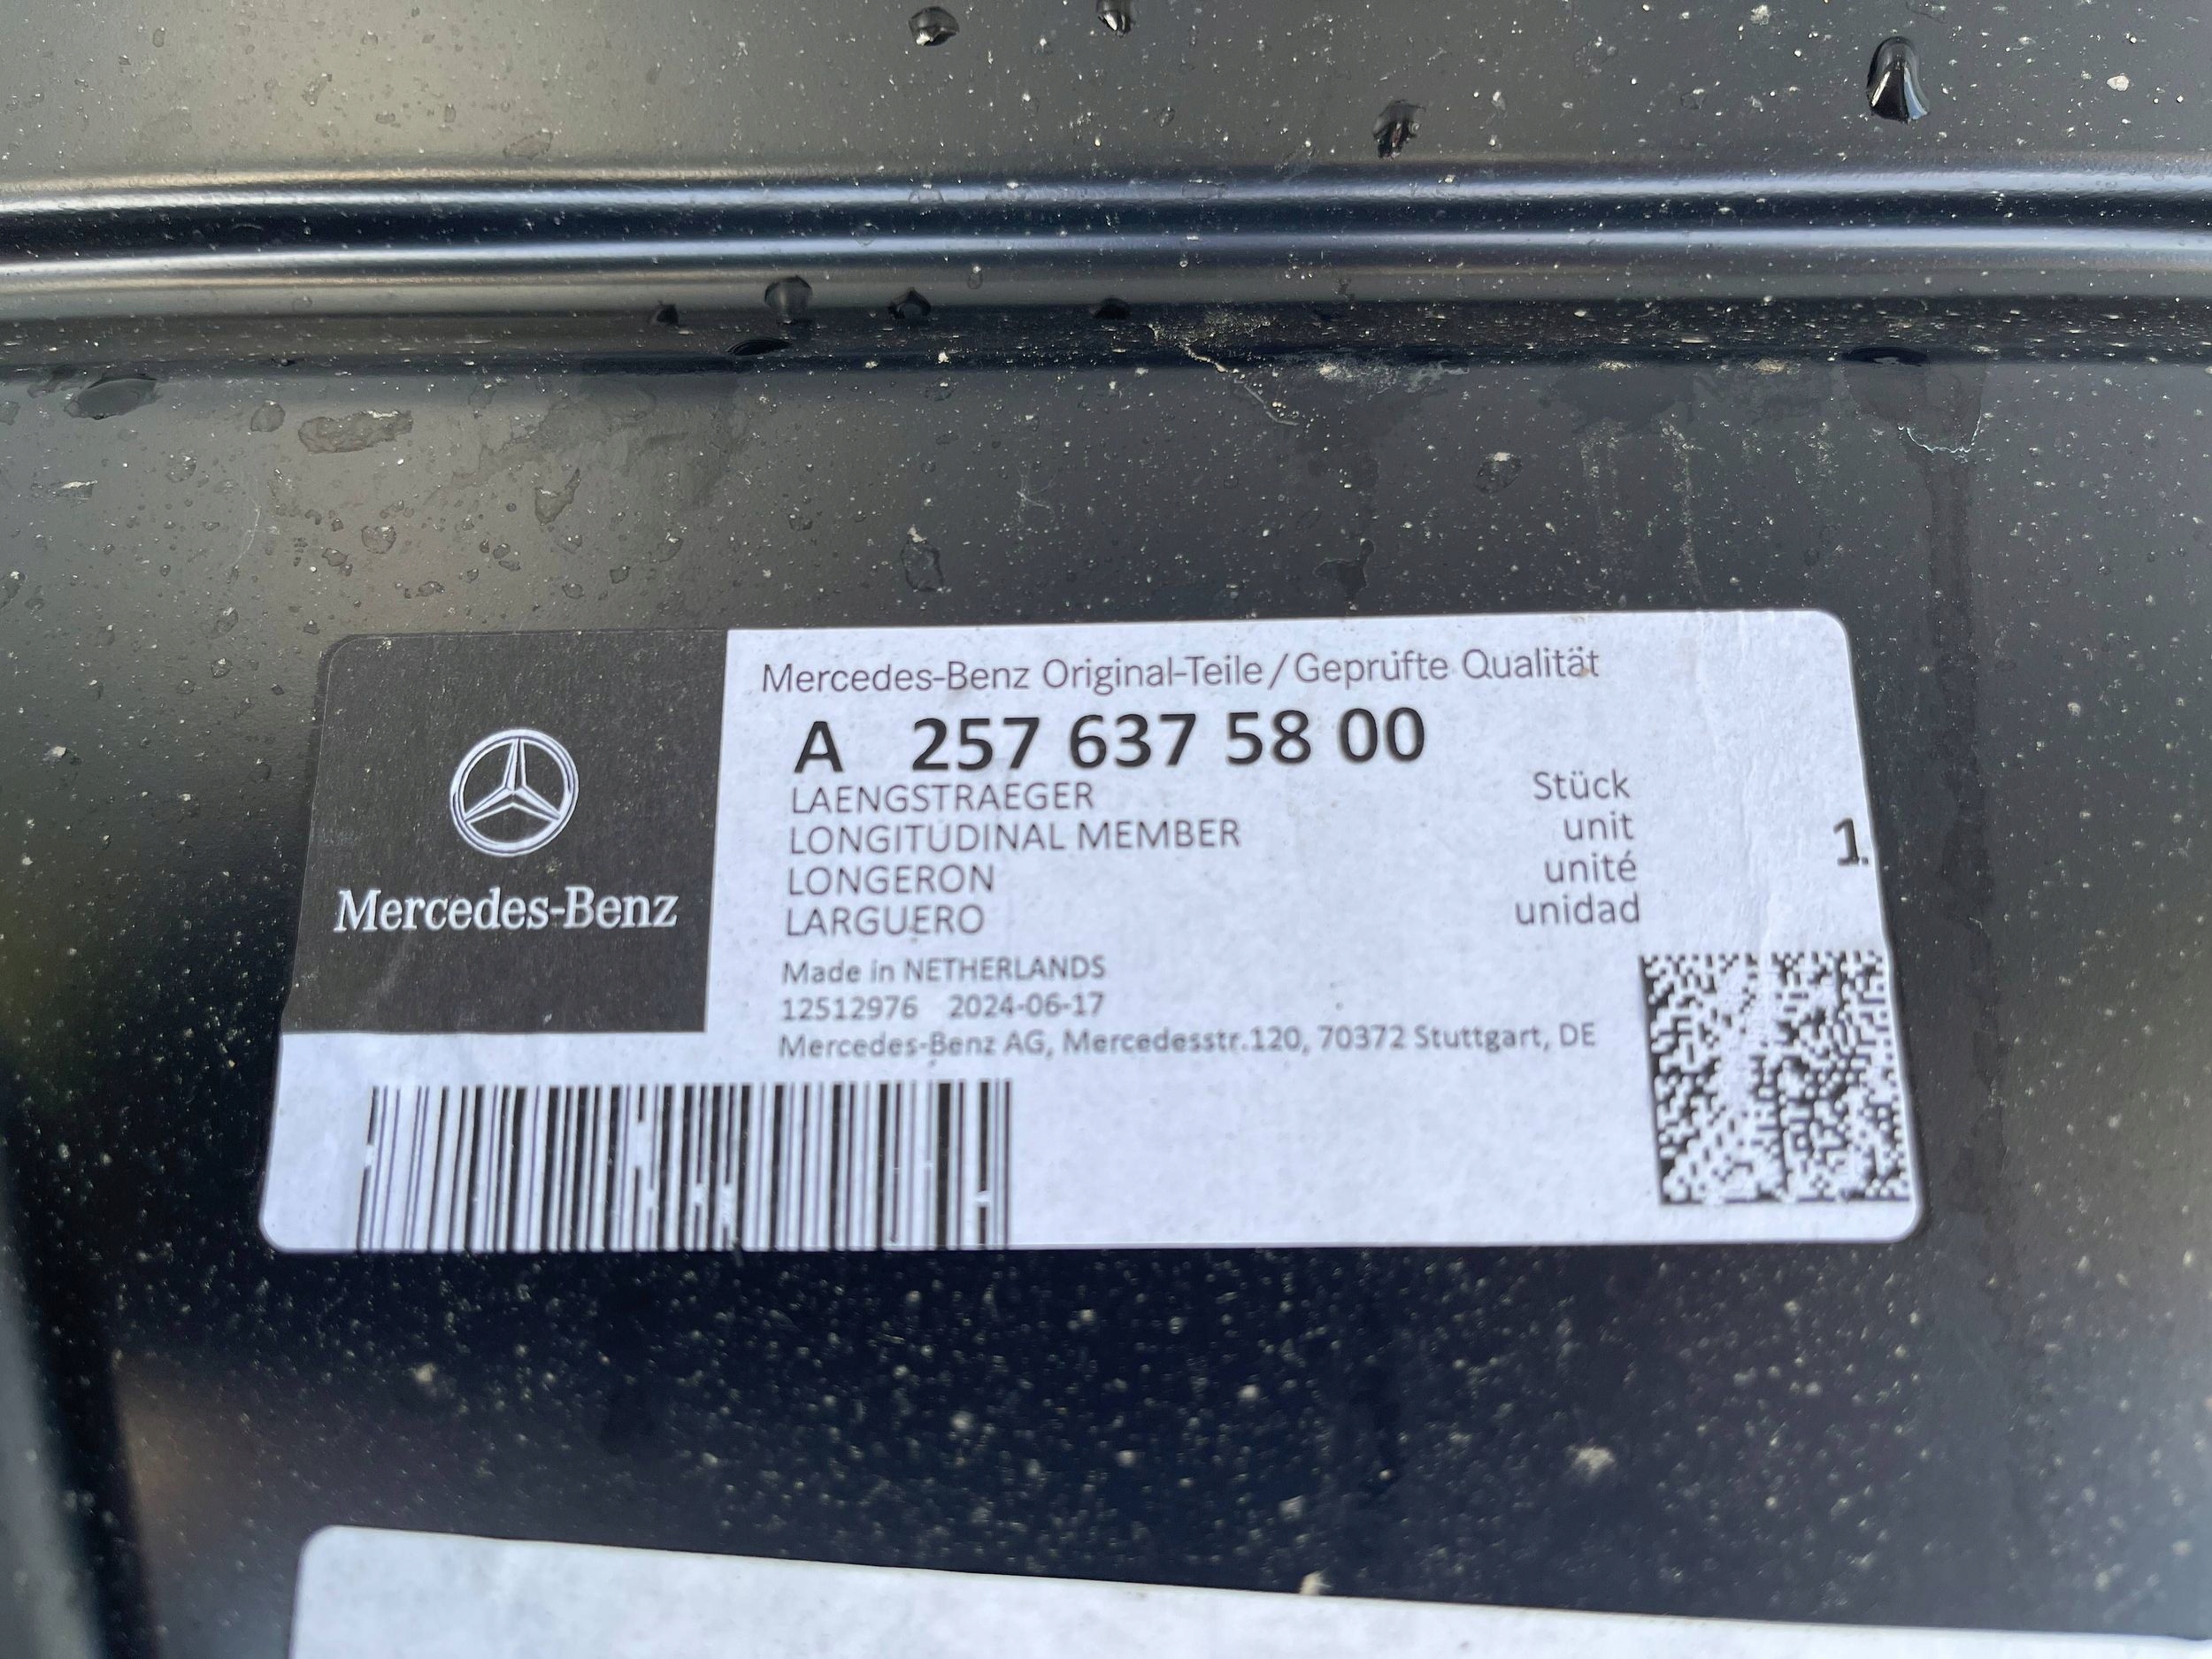 Mercedes-Benz
Mercedes-Benz Original-Teile/Geprüfte Qualität
A 257 637 58 00
LAENGSTRAEGER
LONGITUDINAL MEMBER
LONGERON
LARGUERO
Stück
unit
unité
unidad
1
Made in NETHERLANDS
12512976 2024-06-17
Mercedes-Benz AG, Mercedesstr.120, 70372 Stuttgart, DE